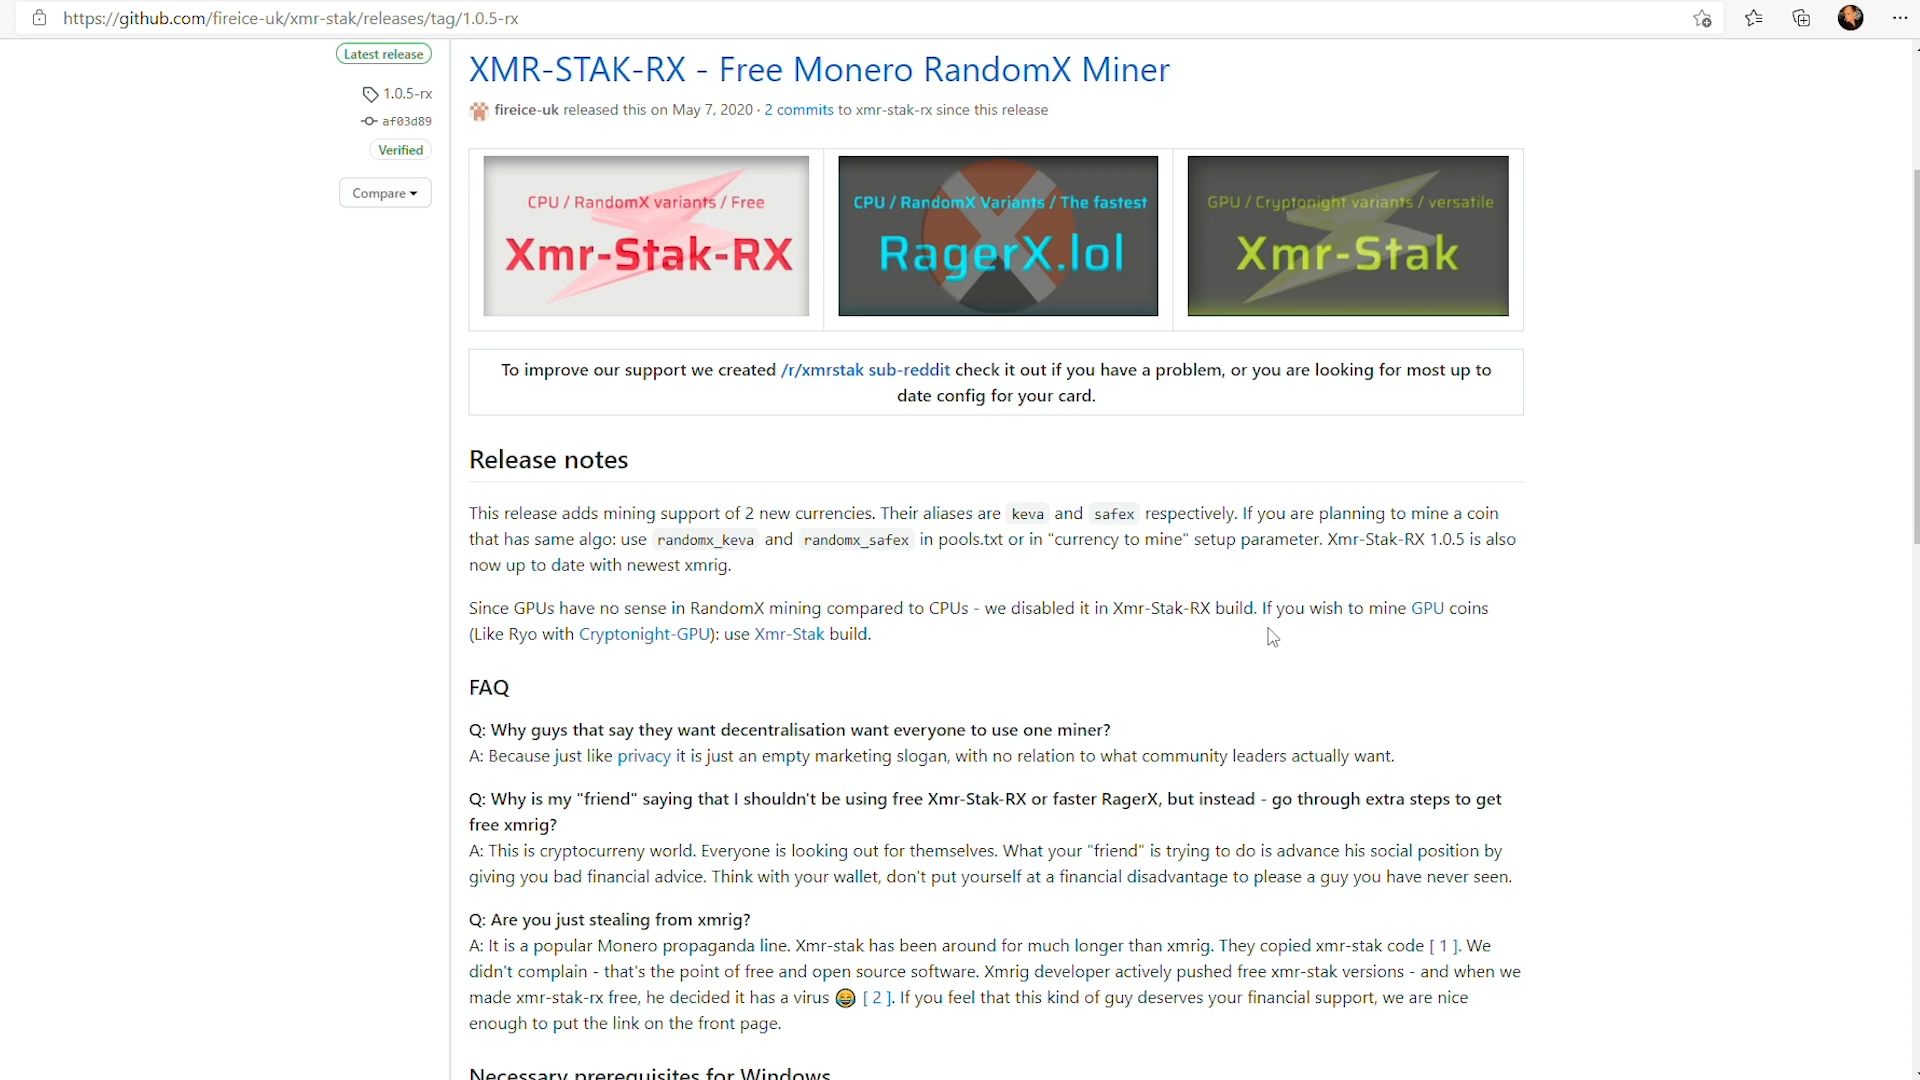 https://github.com/fireice-uk/xmr-stak/releases/tag/1.0.5-rx
Latest release
1.0.5-rx
af03d89
Verified
Compare
XMR-STAK-RX - Free Monero RandomX Miner
fireice-uk released this on May 7, 2020 · 2 commits to xmr-stak-rx since this release
CPU / RandomX variants / Free
Xmr-Stak-RX
CPU / RandomX Variants / The fastest
RagerX.lol
GPU / Cryptonight variants / versatile
Xmr-Stak
To improve our support we created /r/xmrstak sub-reddit check it out if you have a problem, or you are looking for most up to
date config for your card.
Release notes
This release adds mining support of 2 new currencies. Their aliases are keva and safex respectively. If you are planning to mine a coin
that has same algo: use randomx_keva and randomx_safex in pools.txt or in "currency to mine" setup parameter. Xmr-Stak-RX 1.0.5 is also
now up to date with newest xmrig.
Since GPUs have no sense in RandomX mining compared to CPUs - we disabled it in Xmr-Stak-RX build. If you wish to mine GPU coins
(Like Ryo with Cryptonight-GPU): use Xmr-Stak build.
FAQ
Q: Why guys that say they want decentralisation want everyone to use one miner?
A: Because just like privacy it is just an empty marketing slogan, with no relation to what community leaders actually want.
Q: Why is my "friend" saying that I shouldn't be using free Xmr-Stak-RX or faster RagerX, but instead - go through extra steps to get
free xmrig?
A: This is cryptocurreny world. Everyone is looking out for themselves. What your "friend" is trying to do is advance his social position by
giving you bad financial advice. Think with your wallet, don't put yourself at a financial disadvantage to please a guy you have never seen.
Q: Are you just stealing from xmrig?
A: It is a popular Monero propaganda line. Xmr-stak has been around for much longer than xmrig. They copied xmr-stak code [ 1 ]. We
didn't complain - that's the point of free and open source software. Xmrig developer actively pushed free xmr-stak versions - and when we
made xmr-stak-rx free, he decided it has a virus 😂 [ 2 ]. If you feel that this kind of guy deserves your financial support, we are nice
enough to put the link on the front page.
Necessary prerequisites for Windows